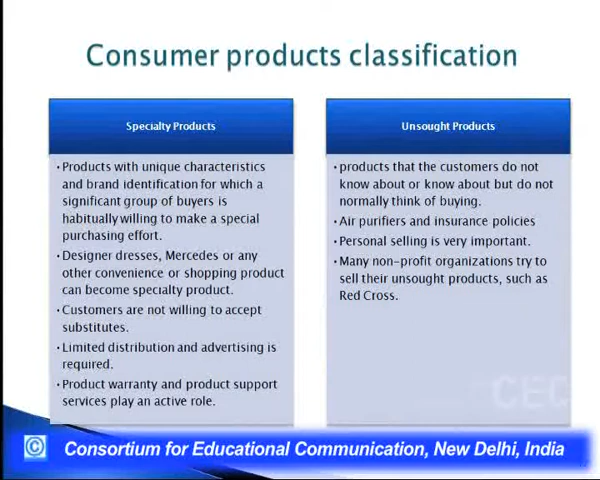 Consumer products classification
Specialty Products
•Products with unique characteristics
and brand identification for which a
significant group of buyers is
habitually willing to make a special
purchasing effort.
•Designer dresses, Mercedes or any
other convenience or shopping product
can become specialty product.
•Customers are not willing to accept
substitutes.
•Limited distribution and advertising is
required.
•Product warranty and product support
services play an active role.
Unsought Products
•products that the customers do not
know about or know about but do not
normally think of buying.
•Air purifiers and insurance policies
•Personal selling is very important.
•Many non-profit organizations try to
sell their unsought products, such as
Red Cross.
CEC
© Consortium for Educational Communication, New Delhi, India